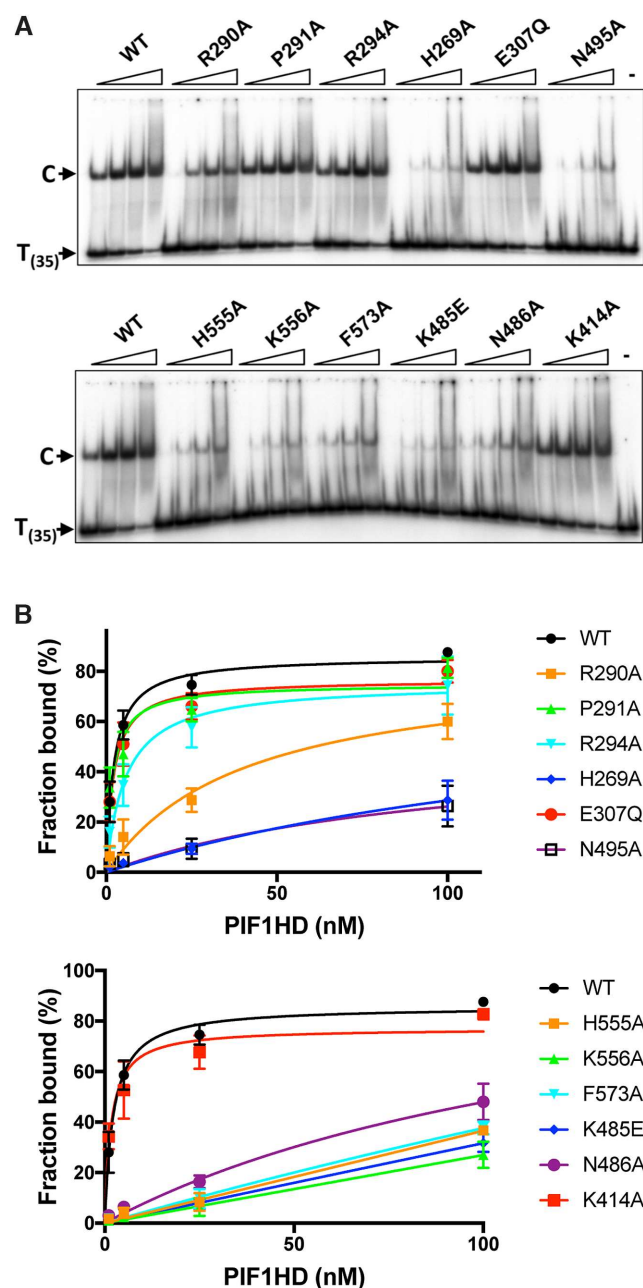 A
WT R290A P291A R294A H269A E307Q N495A -
C
T(35)
WT H555A K556A F573A K485E N486A K414A -
C
T(35)
B
Fraction bound (%)
80
60
40
20
0
0 50 100
PIF1HD (nM)
WT
R290A
P291A
R294A
H269A
E307Q
N495A
Fraction bound (%)
100
80
60
40
20
0
0 50 100
PIF1HD (nM)
WT
H555A
K556A
F573A
K485E
N486A
K414A